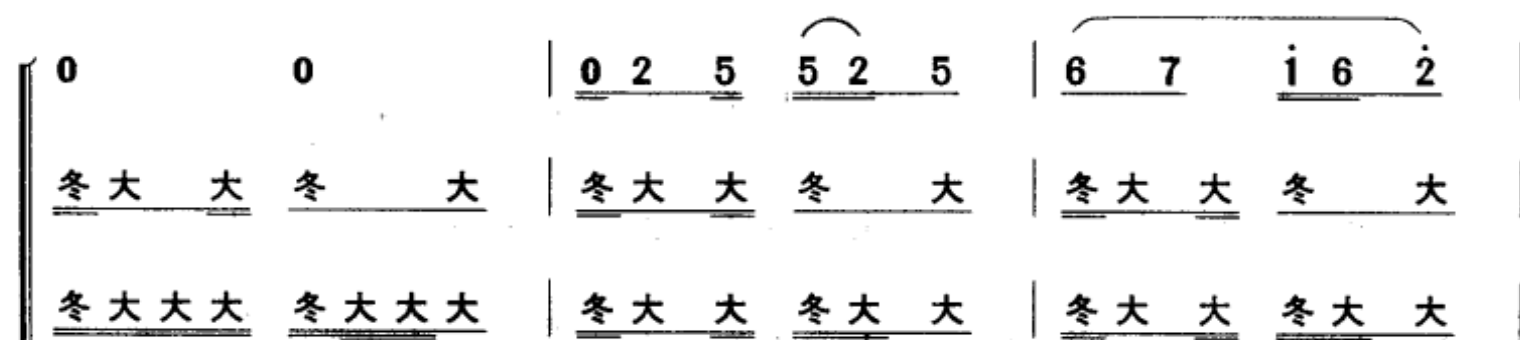 0 0 | 0 2 5 5 2 5 | 6 7 i 6 2̇ |
冬 大 大 冬 大 | 冬 大 大 冬 大 | 冬 大 大 冬 大 |
冬 大 大 大 冬 大 大 大 | 冬 大 大 冬 大 大 | 冬 大 大 冬 大 大 |